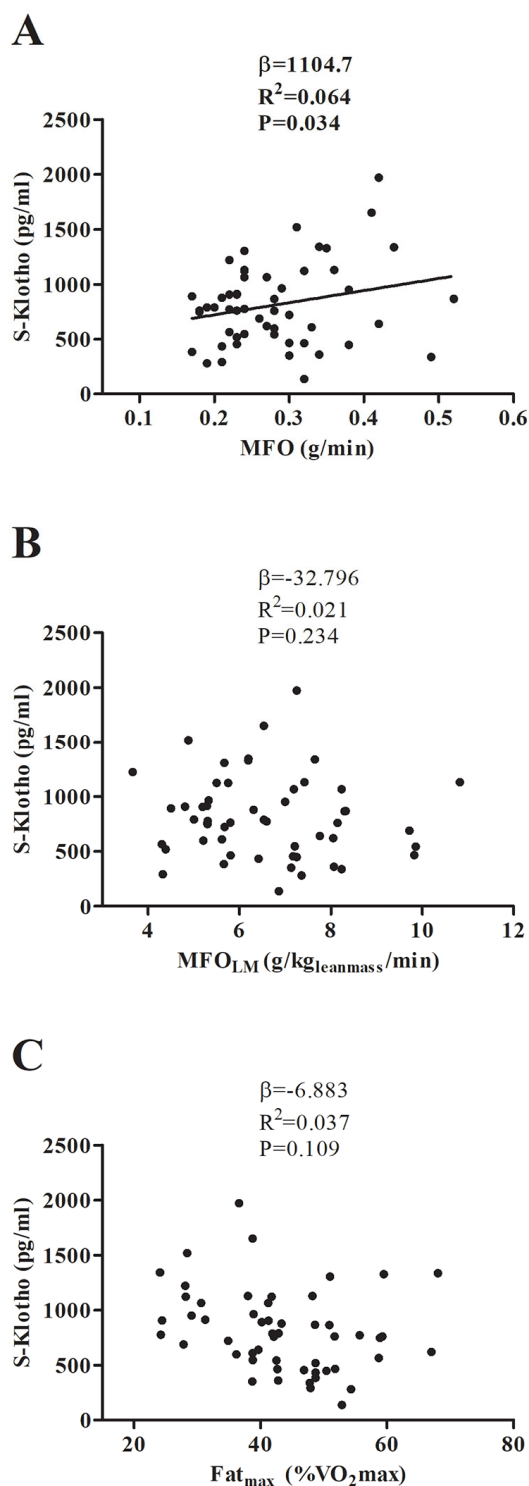 A
β=1104.7
R²=0.064
P=0.034
2500
2000
1500
1000
500
0
S-Klotho (pg/ml)
0.1 0.2 0.3 0.4 0.5 0.6
MFO (g/min)
B
β=-32.796
R²=0.021
P=0.234
2500
2000
1500
1000
500
0
S-Klotho (pg/ml)
4 6 8 10 12
MFO_LM (g/kg_leanmass/min)
C
β=-6.883
R²=0.037
P=0.109
2500
2000
1500
1000
500
0
S-Klotho (pg/ml)
20 40 60 80
Fat_max (%VO₂max)